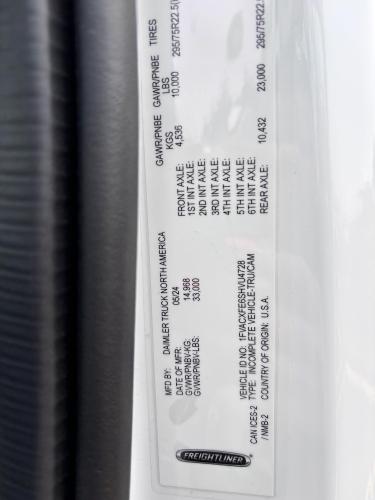 MFD BY: DAIMLER TRUCK NORTH AMERICA
DATE OF MFR: 05/24
GVWR/PNBV-KG: 14,968
GVWR/PNBV-LBS: 33,000
GAWR/PNBE KGS GAWR/PNBE LBS TIRES
FRONT AXLE: 4,536 10,000 295/75R22.5(
1ST INT AXLE:
2ND INT AXLE:
3RD INT AXLE:
4TH INT AXLE:
5TH INT AXLE:
6TH INT AXLE:
REAR AXLE: 10,432 23,000 295/75R22.
VEHICLE ID NO: 1FVACXFE6SHVU4728
CAN ICES-2 TYPE: INCOMPLETE VEHICLE-TRU/CAM
/ NMB-2 COUNTRY OF ORIGIN: U.S.A.
FREIGHTLINER